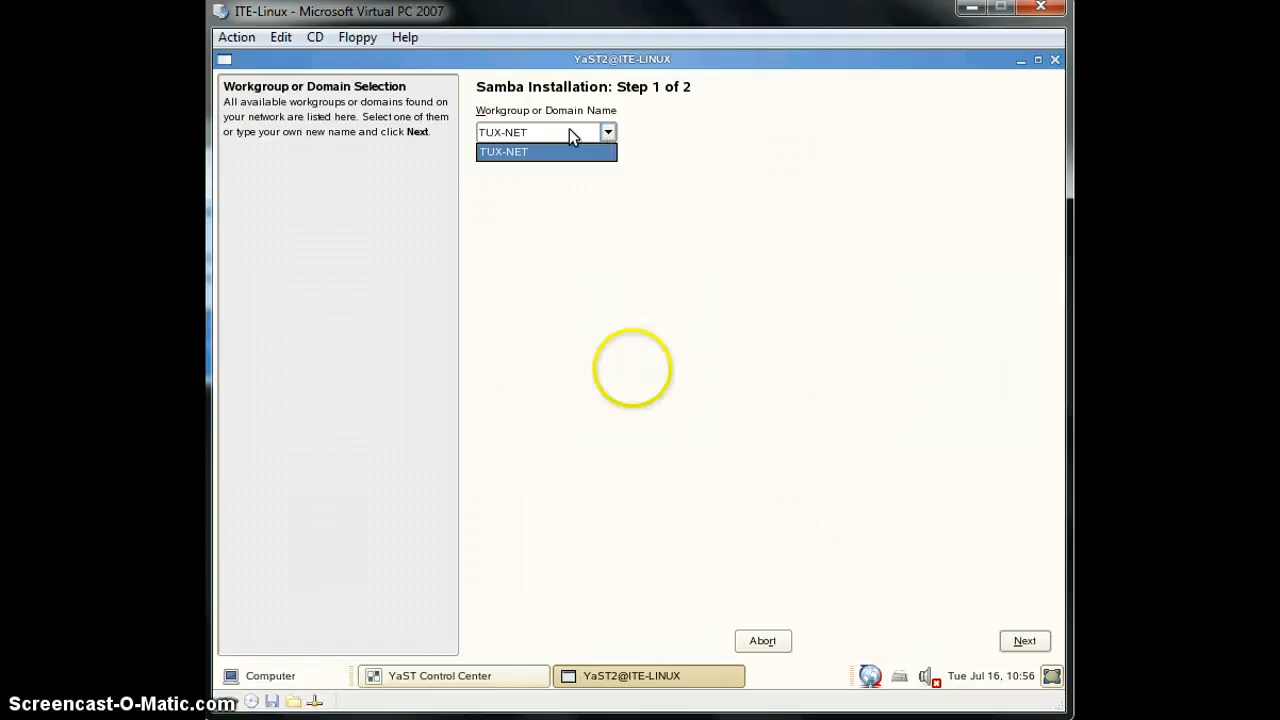 ITE-Linux - Microsoft Virtual PC 2007
Action Edit CD Floppy Help
YaST2@ITE-LINUX
Workgroup or Domain Selection
All available workgroups or domains found on
your network are listed here. Select one of them
or type your own new name and click Next.
Samba Installation: Step 1 of 2
Workgroup or Domain Name
TUX-NET
TUX-NET
Abort
Next
Computer
YaST Control Center
YaST2@ITE-LINUX
Tue Jul 16, 10:56
Screencast-O-Matic.com